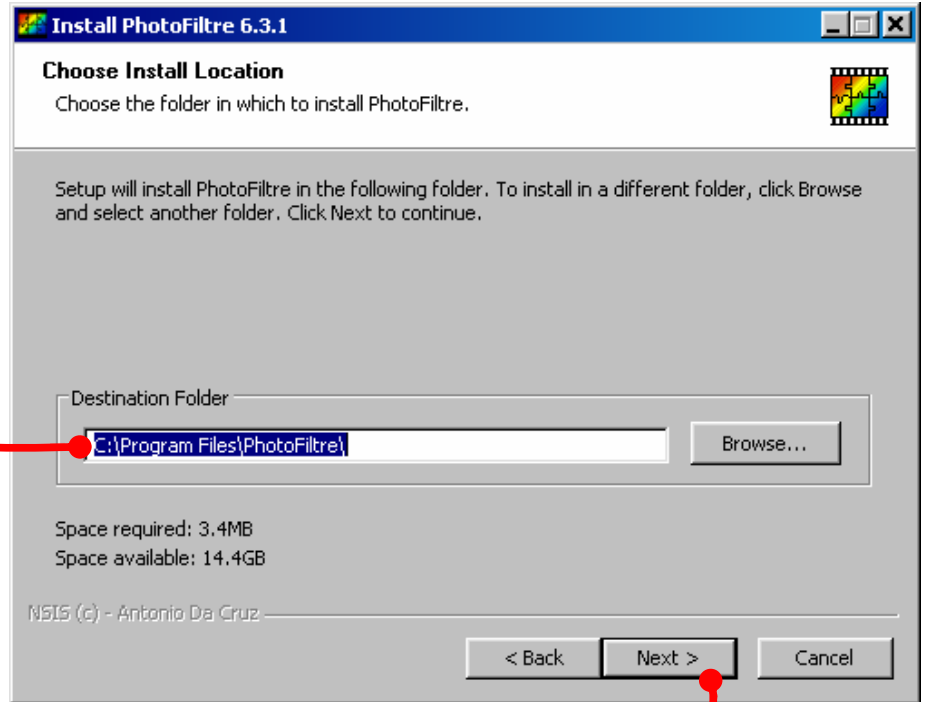 Install PhotoFiltre 6.3.1
Choose Install Location
Choose the folder in which to install PhotoFiltre.
Setup will install PhotoFiltre in the following folder. To install in a different folder, click Browse
and select another folder. Click Next to continue.
Destination Folder
C:\Program Files\PhotoFiltre\
Browse...
Space required: 3.4MB
Space available: 14.4GB
NSIS (c) - Antonio Da Cruz
< Back Next > Cancel